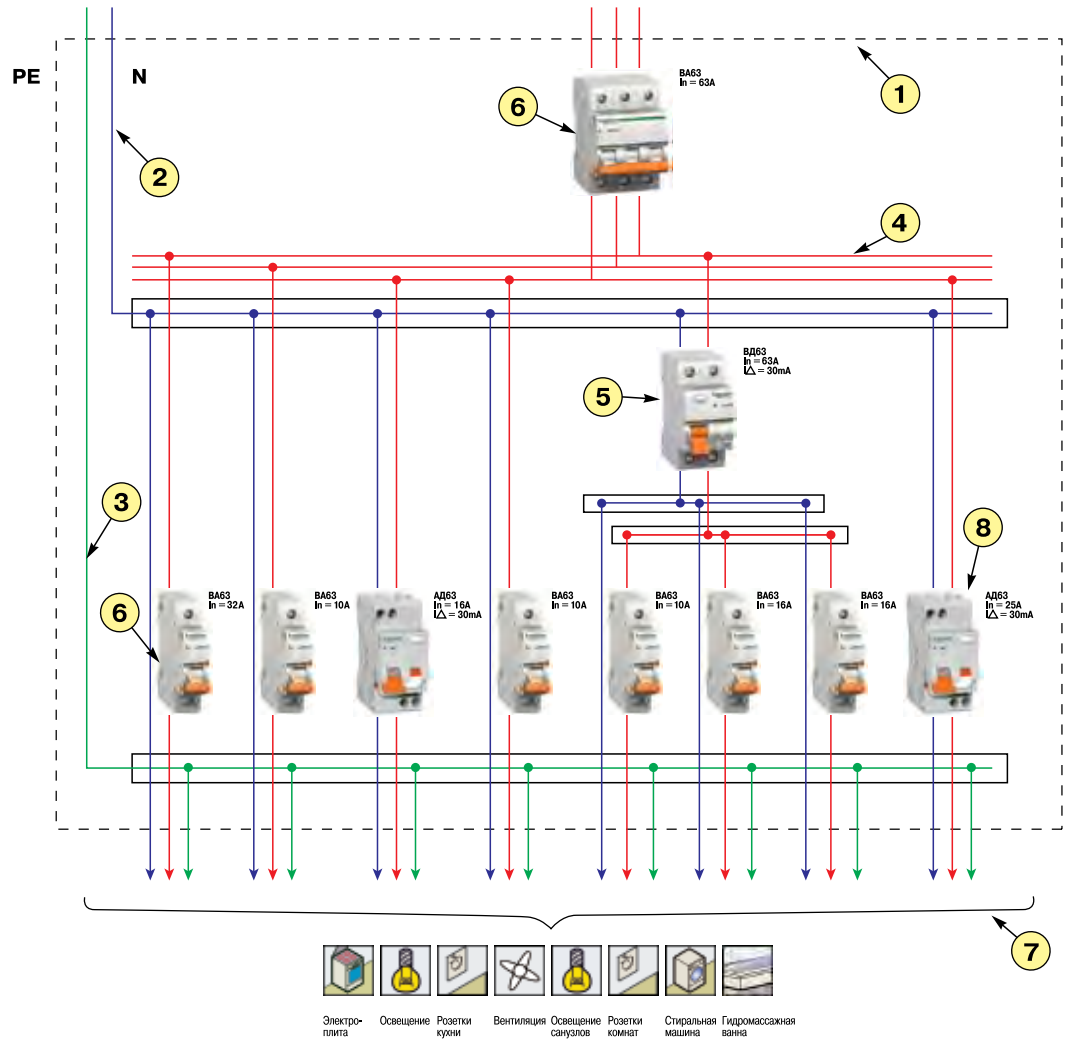 PE
N
ВА63
In = 63A
1
6
2
4
ВД63
In = 63A
I△ = 30mA
5
3
8
6
ВА63
In = 32A
ВА63
In = 10A
АД63
In = 16A
I△ = 30mA
ВА63
In = 10A
ВА63
In = 10A
ВА63
In = 16A
ВА63
In = 16A
АД63
In = 25A
I△ = 30mA
7
Электро-
плита
Освещение
Розетки
кухни
Вентиляция
Освещение
санузлов
Розетки
комнат
Стиральная
машина
Гидромассажная
ванна